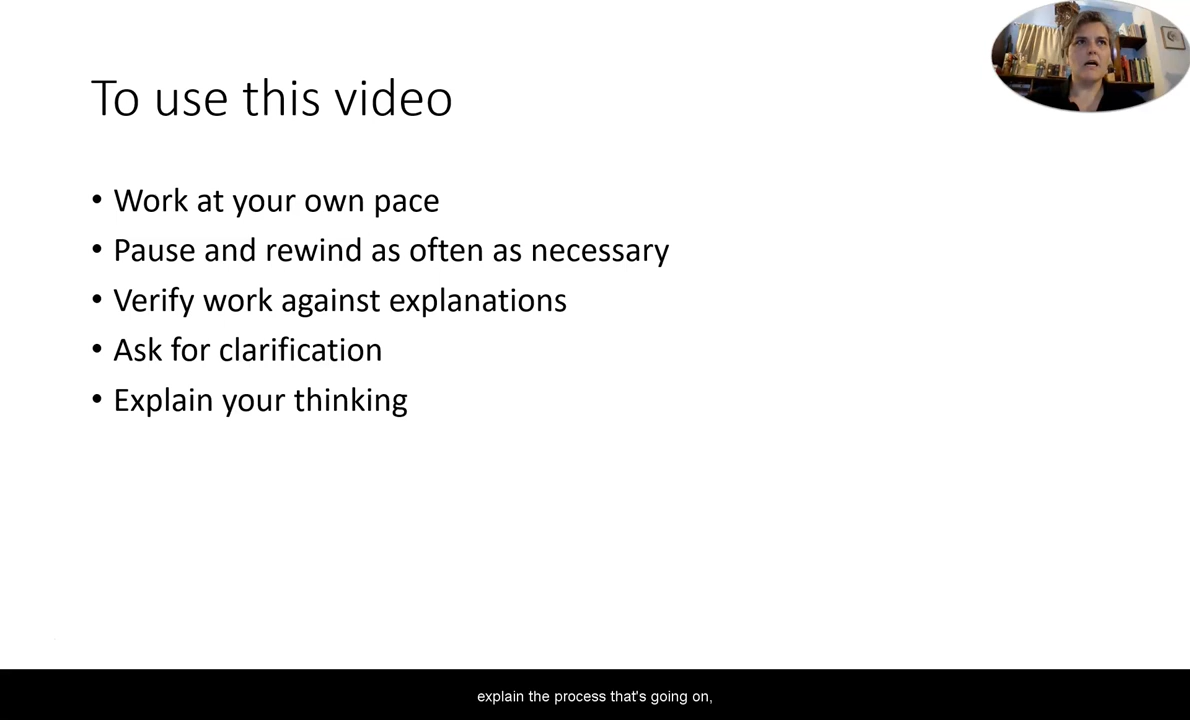 To use this video
• Work at your own pace
• Pause and rewind as often as necessary
• Verify work against explanations
• Ask for clarification
• Explain your thinking
explain the process that's going on,